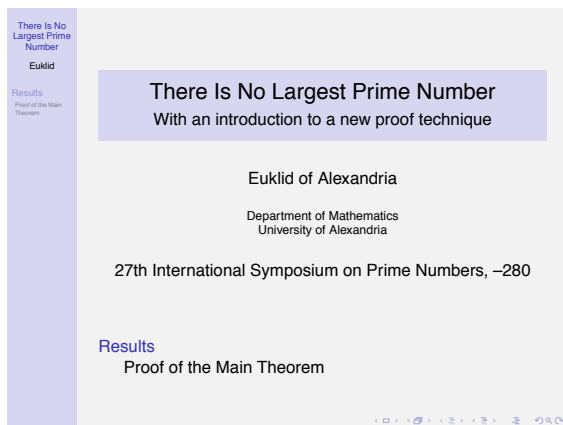 There Is No
Largest Prime
Number
Euklid
Results
Proof of the Main
Theorem
There Is No Largest Prime Number
With an introduction to a new proof technique
Euklid of Alexandria
Department of Mathematics
University of Alexandria
27th International Symposium on Prime Numbers, –280
Results
Proof of the Main Theorem